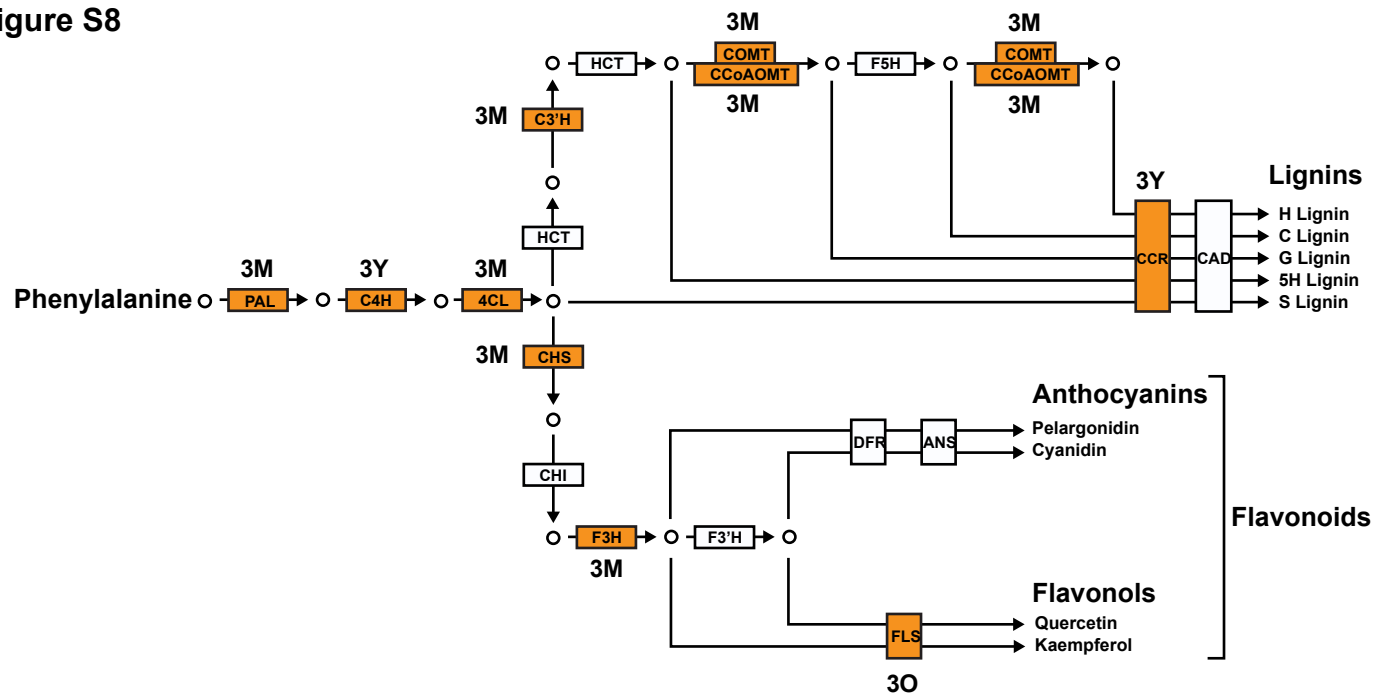 igure S8
3M
3M
HCT
COMT
CCoAOMT
F5H
COMT
CCoAOMT
3M
3M
3M
C3'H
3Y
Lignins
HCT
CCR
CAD
H Lignin
C Lignin
G Lignin
5H Lignin
S Lignin
3M
3Y
3M
Phenylalanine
PAL
C4H
4CL
3M
CHS
Anthocyanins
DFR
ANS
Pelargonidin
Cyanidin
CHI
Flavonoids
F3H
F3'H
3M
Flavonols
FLS
Quercetin
Kaempferol
3O